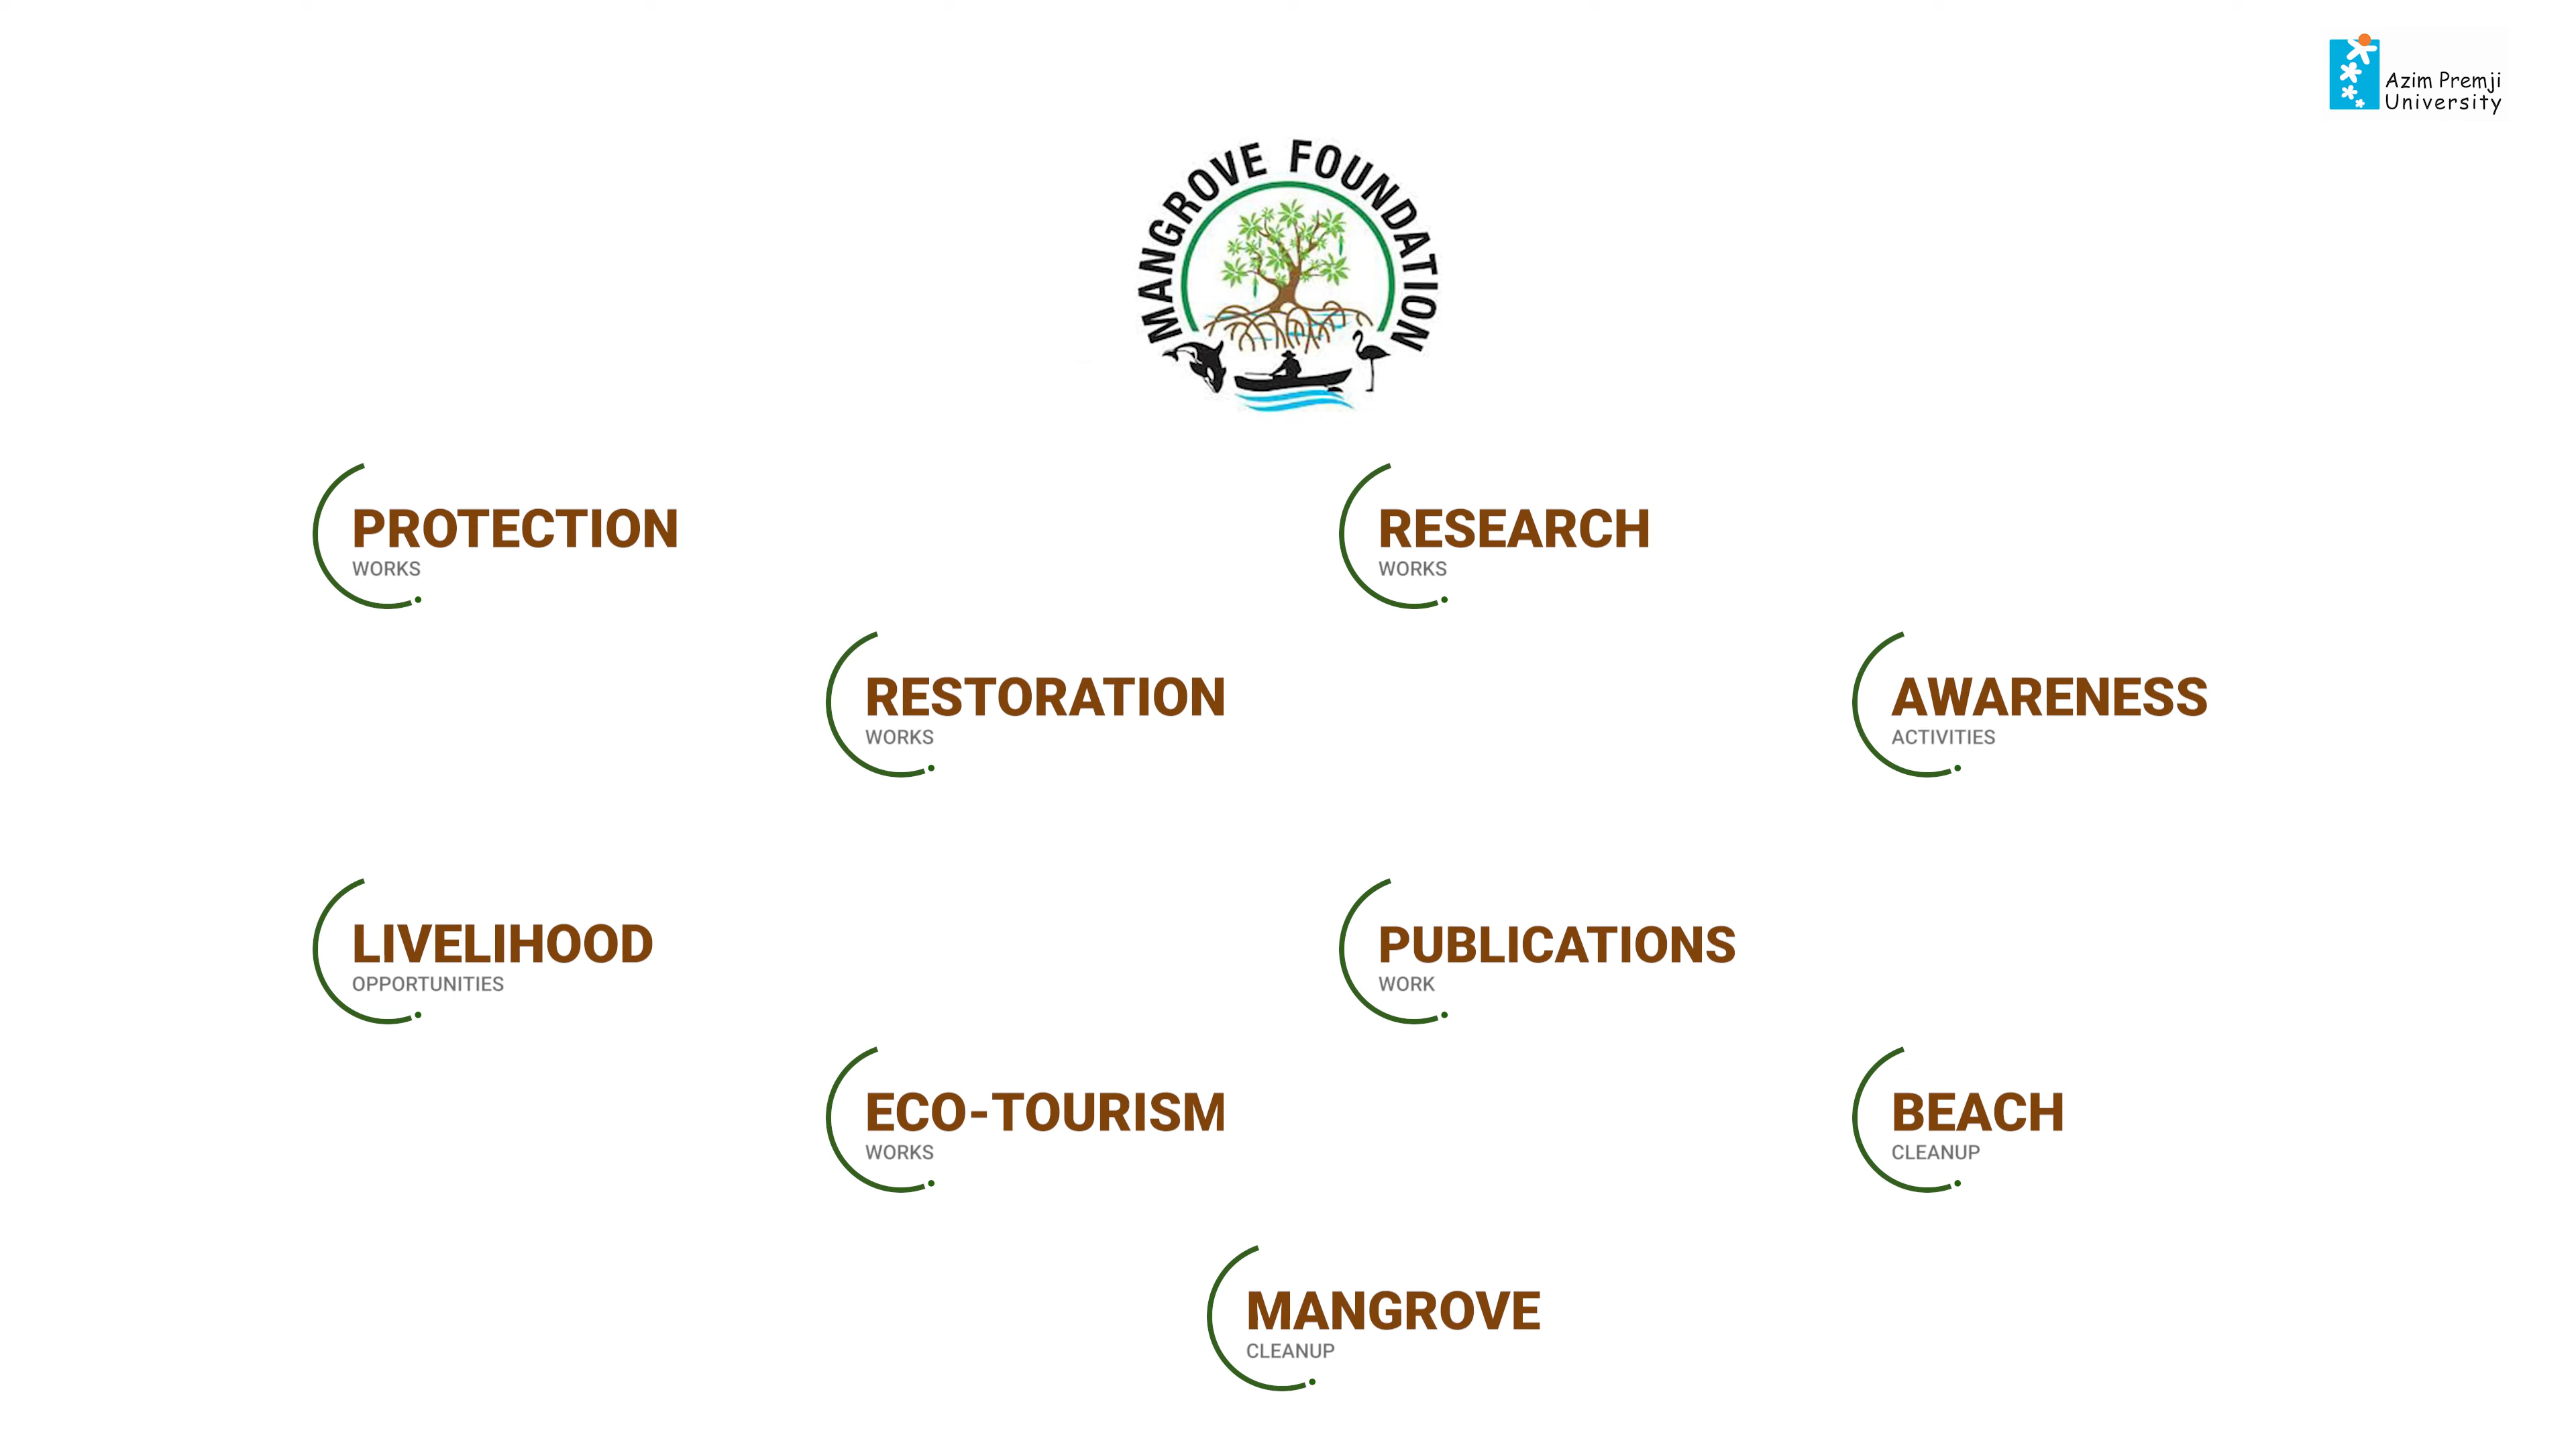 Azim Premji
University
MANGROVE FOUNDATION
PROTECTION
WORKS
RESEARCH
WORKS
RESTORATION
WORKS
AWARENESS
ACTIVITIES
LIVELIHOOD
OPPORTUNITIES
PUBLICATIONS
WORK
ECO-TOURISM
WORKS
BEACH
CLEANUP
MANGROVE
CLEANUP